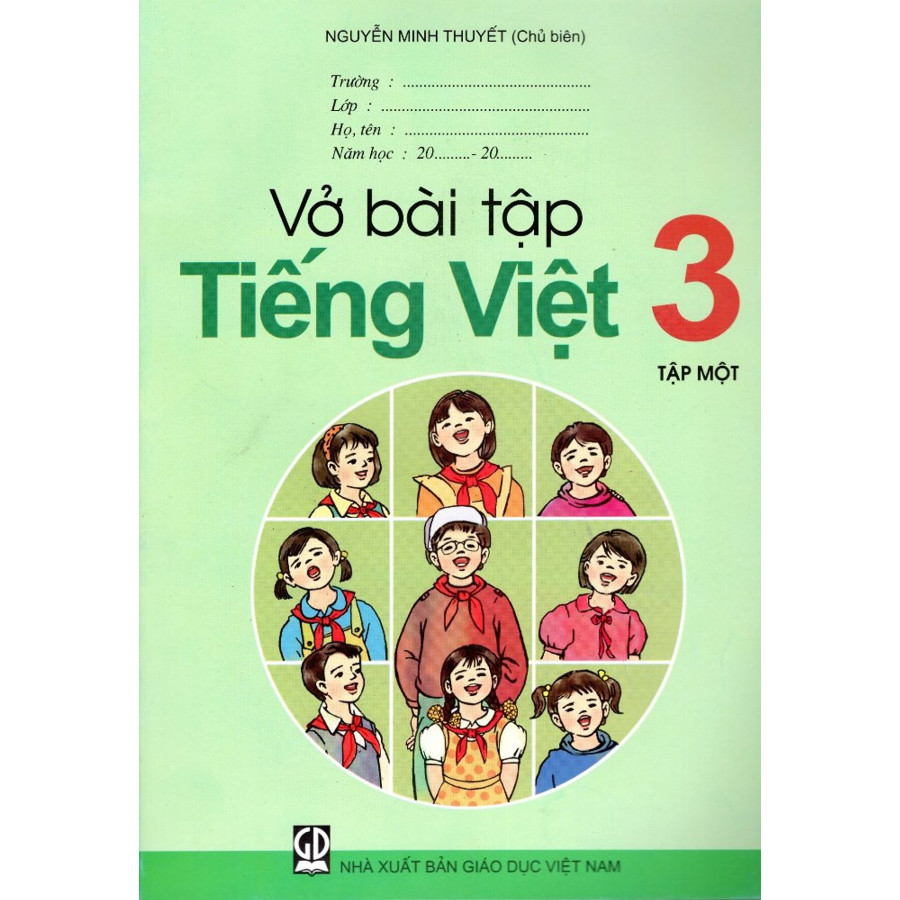 NGUYỄN MINH THUYẾT (Chủ biên)
Trường : ..............................................
Lớp : ...................................................
Họ, tên : .............................................
Năm học : 20.........- 20.........
Vở bài tập
Tiếng Việt 3
TẬP MỘT
GD
NHÀ XUẤT BẢN GIÁO DỤC VIỆT NAM